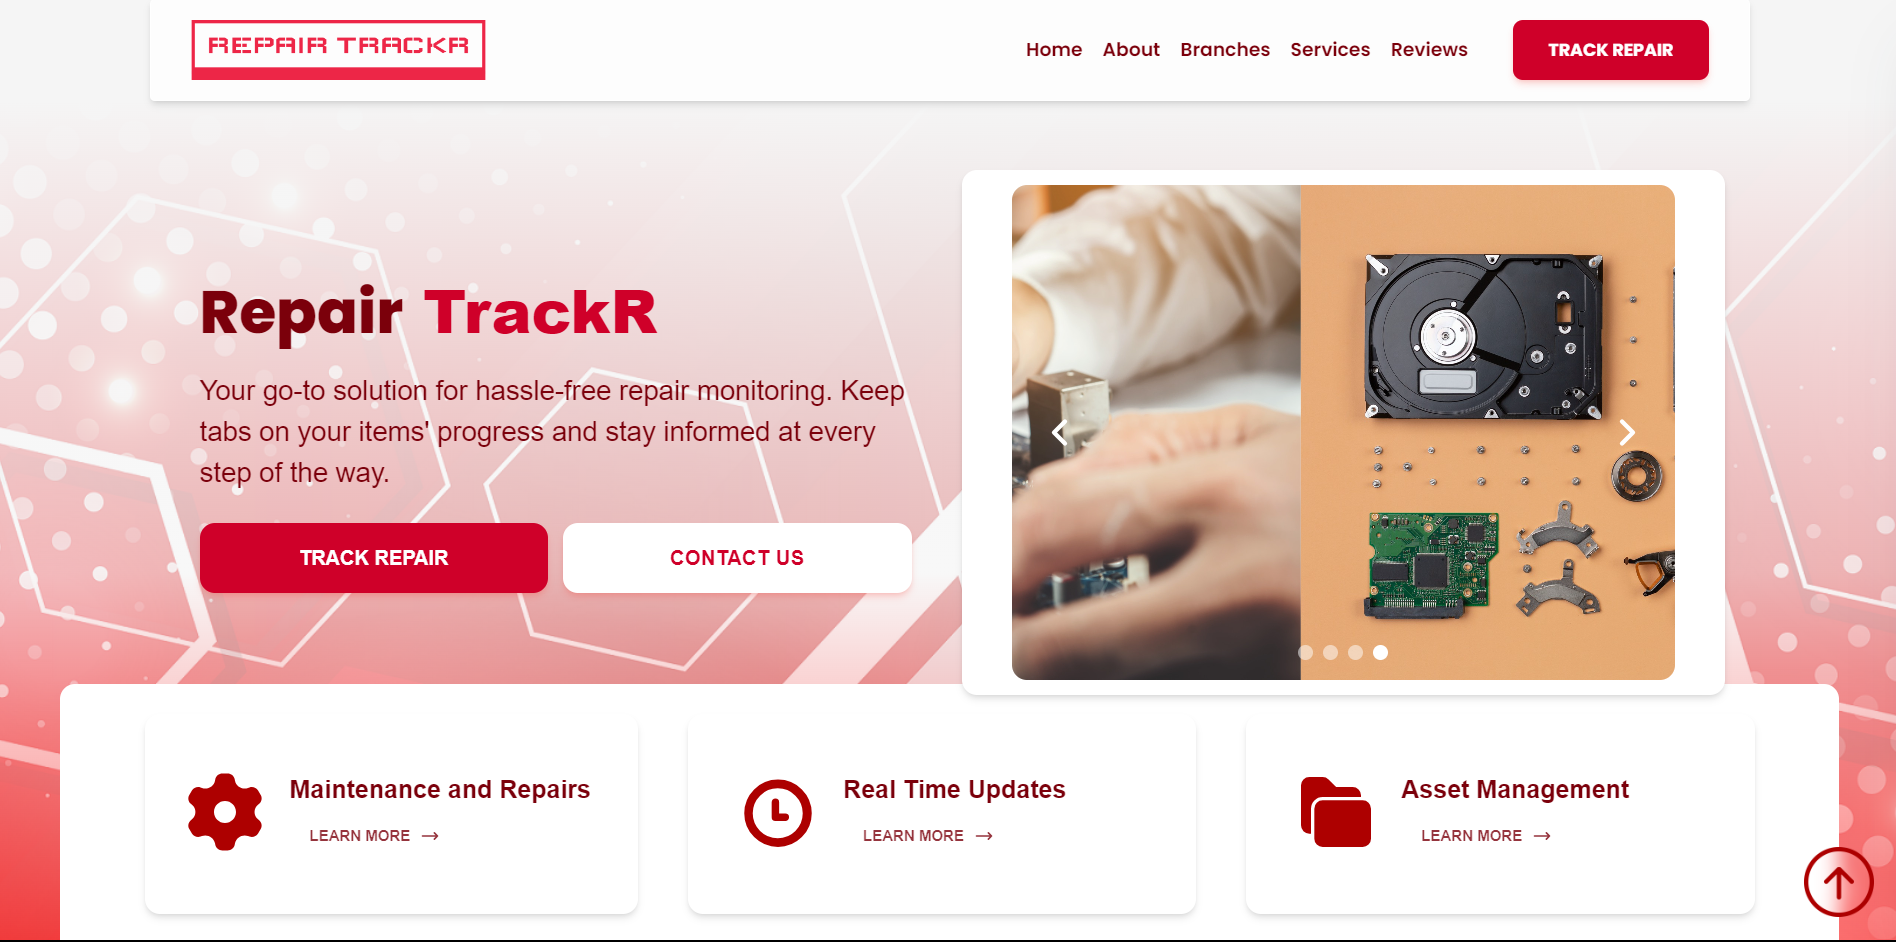 REPAIR TRACKR
Home About Branches Services Reviews TRACK REPAIR
Repair TrackR
Your go-to solution for hassle-free repair monitoring. Keep
tabs on your items' progress and stay informed at every
step of the way.
TRACK REPAIR CONTACT US
Maintenance and Repairs
LEARN MORE
Real Time Updates
LEARN MORE
Asset Management
LEARN MORE